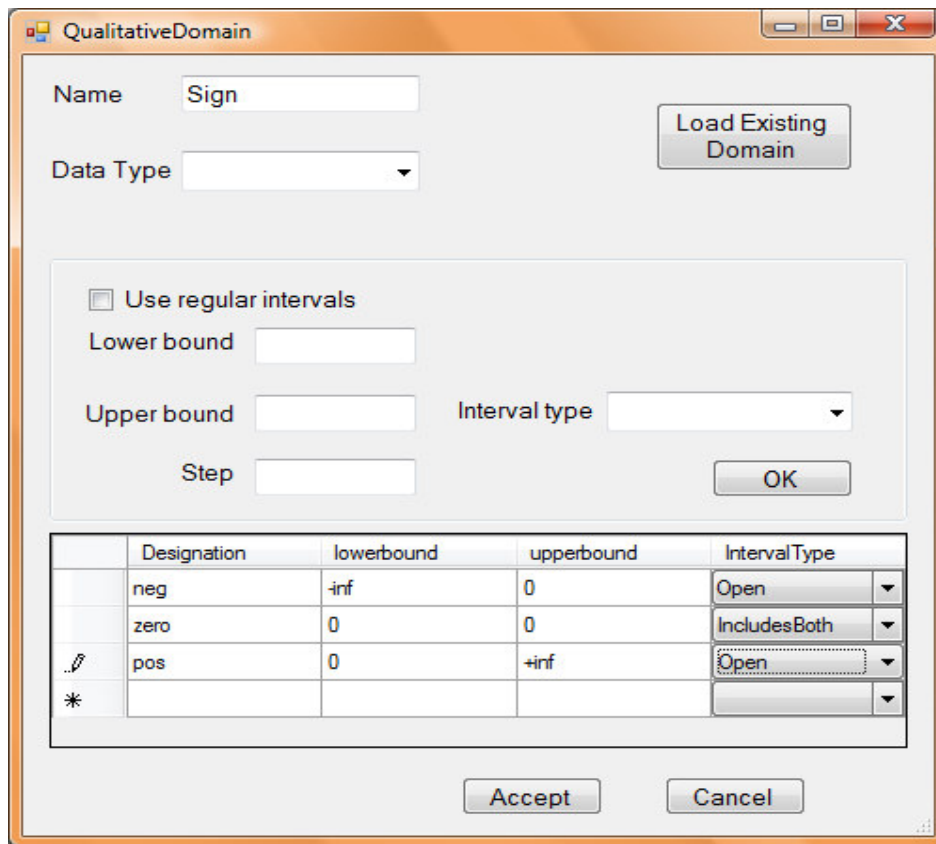 QualitativeDomain
Name Sign
Load Existing
Domain
Data Type
Use regular intervals
Lower bound
Upper bound Interval type
Step OK
Designation lowerbound upperbound IntervalType
neg -inf 0 Open
zero 0 0 IncludesBoth
pos 0 +inf Open
Accept Cancel